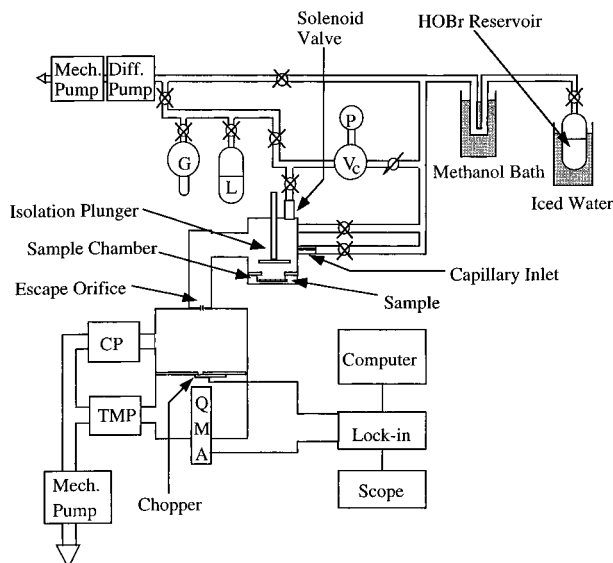 Solenoid
Valve
HOBr Reservoir
Mech.
Pump
Diff.
Pump
P
G
L
Vc
Methanol Bath
Iced Water
Isolation Plunger
Sample Chamber
Escape Orifice
Capillary Inlet
Sample
CP
TMP
Q
M
A
Computer
Lock-in
Scope
Mech.
Pump
Chopper